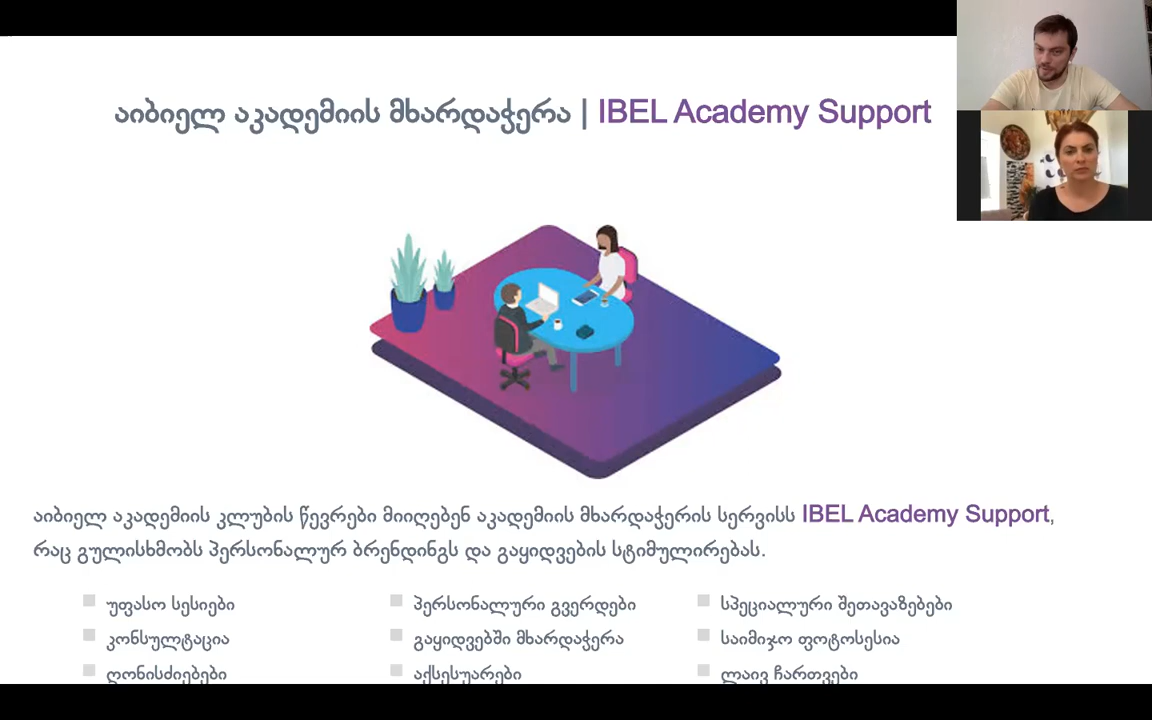 აიბიელ აკადემიის მხარდაჭერა | IBEL Academy Support
აიბიელ აკადემიის კლუბის წევრები მიიღებენ აკადემიის მხარდაჭერის სერვისს IBEL Academy Support,
რაც გულისხმობს პერსონალურ ბრენდინგს და გაყიდვების სტიმულირებას.
უფასო სესიები
პერსონალური გვერდები
სპეციალური შეთავაზებები
კონსულტაცია
გაყიდვებში მხარდაჭერა
საიმიჯო ფოტოსესია
ღონისძიებები
აქსესუარები
ლაივ ჩართვები